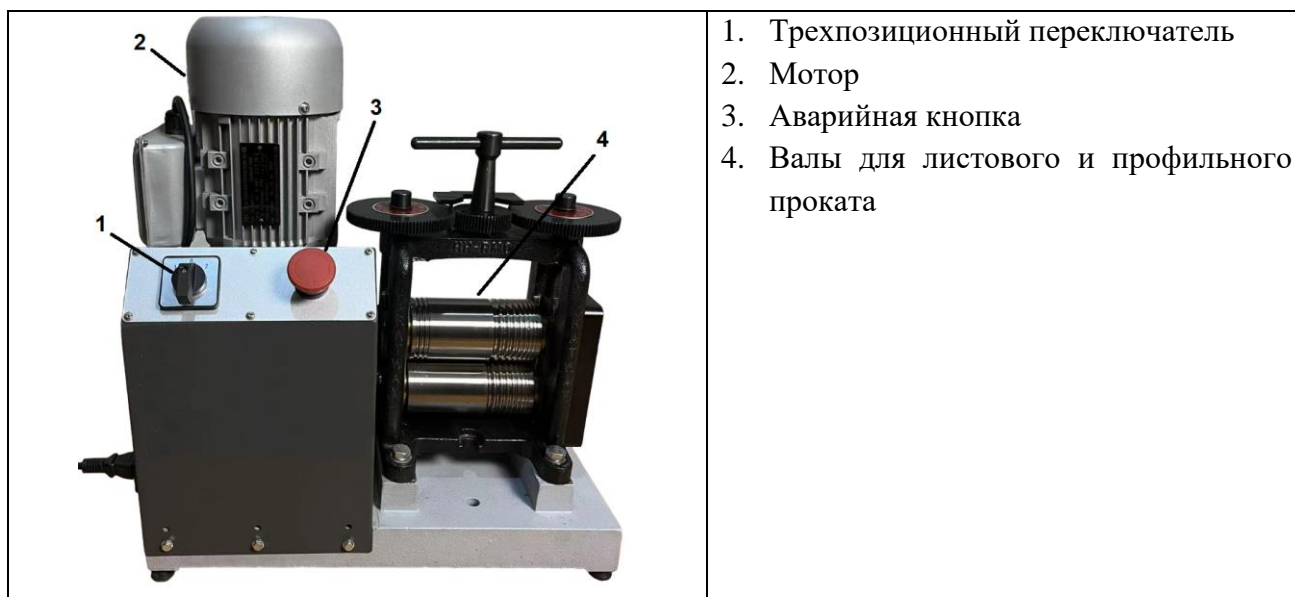 2
3
4
1
1. Трехпозиционный переключатель
2. Мотор
3. Аварийная кнопка
4. Валы для листового и профильного
проката